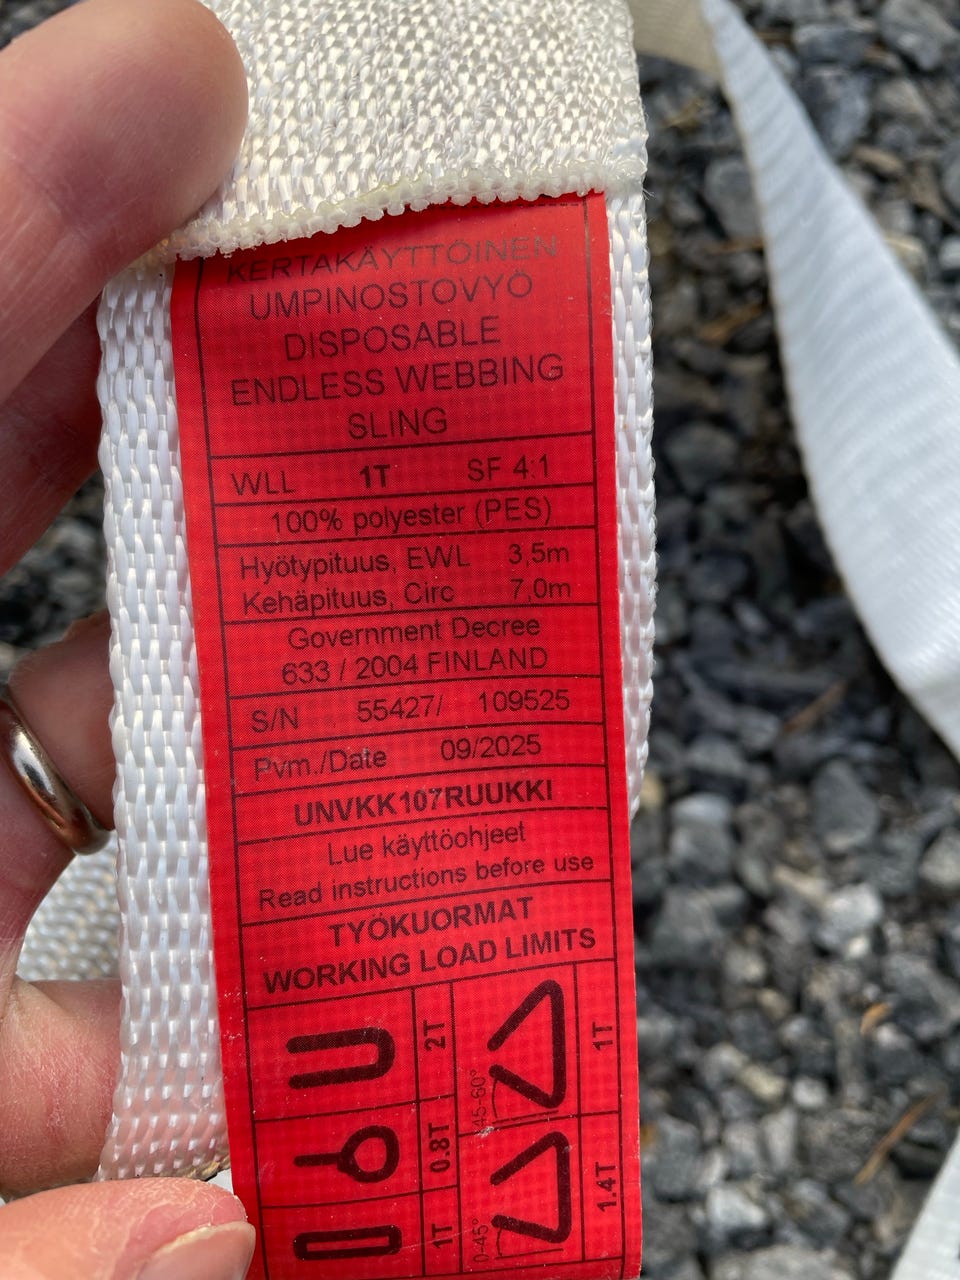 KERTAKÄYTTÖINEN
UMPINOSTOVYÖ
DISPOSABLE
ENDLESS WEBBING
SLING
WLL 1T SF 4:1
100% polyester (PES)
Hyötypituus, EWL 3,5m
Kehäpituus, Circ 7,0m
Government Decree
633 / 2004 FINLAND
S/N 55427/ 109525
Pvm./Date 09/2025
UNVKK107RUUKKI
Lue käyttöohjeet
Read instructions before use
TYÖKUORMAT
WORKING LOAD LIMITS
2T 45-60° 1T
0.8T
1T 0-45° 1.4T